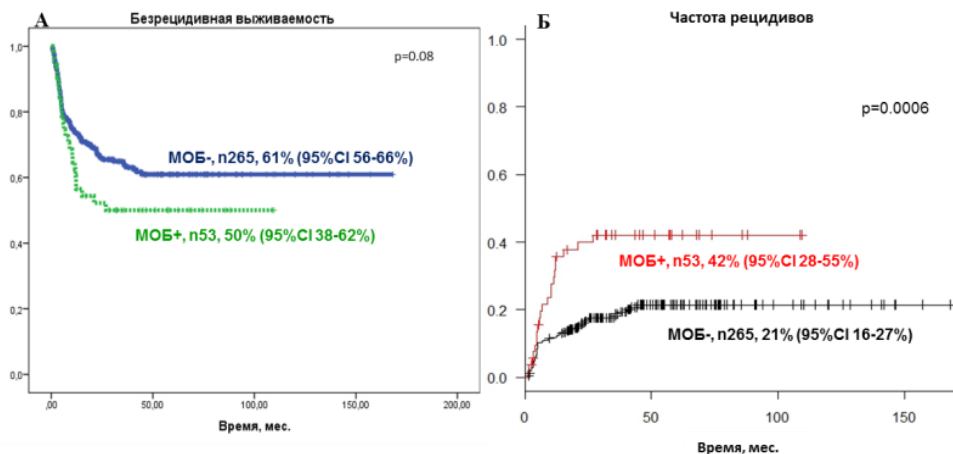 А
Безрецидивная выживаемость
p=0.08
1,0
0,8
0,6
0,4
0,2
0,0
МОБ-, n265, 61% (95%CI 56-66%)
МОБ+, n53, 50% (95%CI 38-62%)
,00
50,00
100,00
150,00
200,00
Время, мес.
Б
Частота рецидивов
p=0.0006
1.0
0.8
0.6
0.4
0.2
0.0
МОБ+, n53, 42% (95%CI 28-55%)
МОБ-, n265, 21% (95%CI 16-27%)
0
50
100
150
Время, мес.